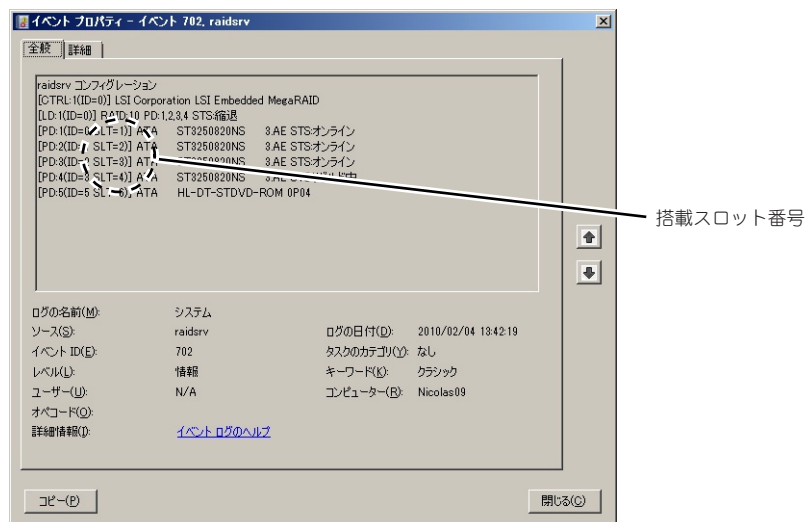 イベント プロパティ - イベント 702, raidsrv
全般 詳細
raidsrv コンフィグレーション
[CTRL:1(ID=0)] LSI Corporation LSI Embedded MegaRAID
[LD:1(ID=0)] RAID:10 PD:1,2,3,4 STS:縮退
[PD:1(ID=0 SLT=1)] ATA ST3250820NS 3.AE STS:オンライン
[PD:2(ID= SLT=2)] ATA ST3250820NS 3.AE STS:オンライン
[PD:3(ID=2 SLT=3)] ATA ST3250820NS 3.AE STS:オンライン
[PD:4(ID=3 SLT=4)] ATA ST3250820NS 3.AE
[PD:5(ID=5 SLT=6)] ATA HL-DT-STDVD-ROM 0P04
搭載スロット番号
ログの名前(M): システム
ソース(S): raidsrv ログの日付(D): 2010/02/04 13:42:19
イベント ID(E): 702 タスクのカテゴリ(Y): なし
レベル(L): 情報 キーワード(K): クラシック
ユーザー(U): N/A コンピューター(R): Nicolas09
オペコード(O):
詳細情報(I): イベント ログのヘルプ
コピー(P) 閉じる(C)